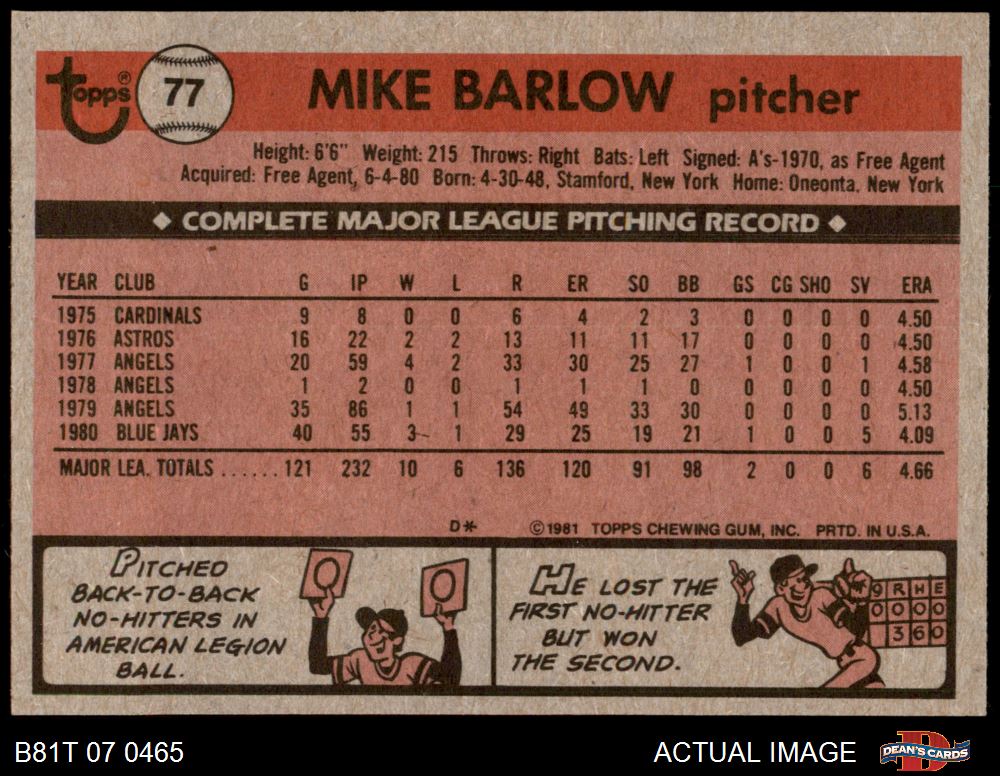 topps® 77 MIKE BARLOW pitcher
Height: 6'6" Weight: 215 Throws: Right Bats: Left Signed: A's-1970, as Free Agent
Acquired: Free Agent, 6-4-80 Born: 4-30-48, Stamford, New York Home: Oneonta, New York
◆ COMPLETE MAJOR LEAGUE PITCHING RECORD ◆
YEAR CLUB G IP W L R ER SO BB GS CG SHO SV ERA
1975 CARDINALS 9 8 0 0 6 4 2 3 0 0 0 0 4.50
1976 ASTROS 16 22 2 2 13 11 11 17 0 0 0 0 4.50
1977 ANGELS 20 59 4 2 33 30 25 27 1 0 0 1 4.58
1978 ANGELS 1 2 0 0 1 1 1 0 0 0 0 0 4.50
1979 ANGELS 35 86 1 1 54 49 33 30 0 0 0 0 5.13
1980 BLUE JAYS 40 55 3 1 29 25 19 21 1 0 0 5 4.09
MAJOR LEA. TOTALS ...... 121 232 10 6 136 120 91 98 2 0 0 6 4.66
D* ©1981 TOPPS CHEWING GUM, INC. PRTD. IN U.S.A.
PITCHED
BACK-TO-BACK
NO-HITTERS IN
AMERICAN LEGION
BALL.
0 0
HE LOST THE
FIRST NO-HITTER
BUT WON
THE SECOND.
9 R H E
0 0 0 0
3 6 0
B81T 07 0465 ACTUAL IMAGE DEAN'S CARDS